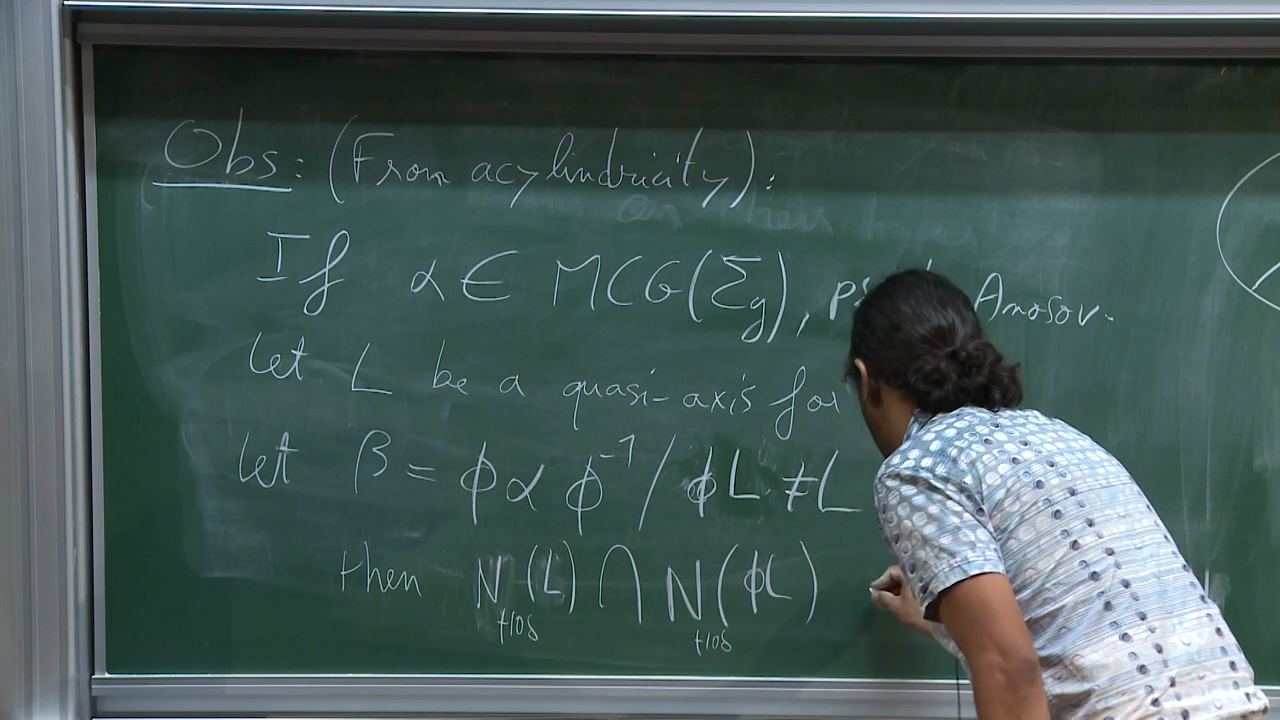 Obs: (From acylindricity):
If α ∈ MCG(Σg), Anosov.
Let L be a quasi-axis for
Let β = ϕαϕ⁻¹ / ϕL ≠ L
then N+10δ(L) ∩ N+10δ(ϕL)